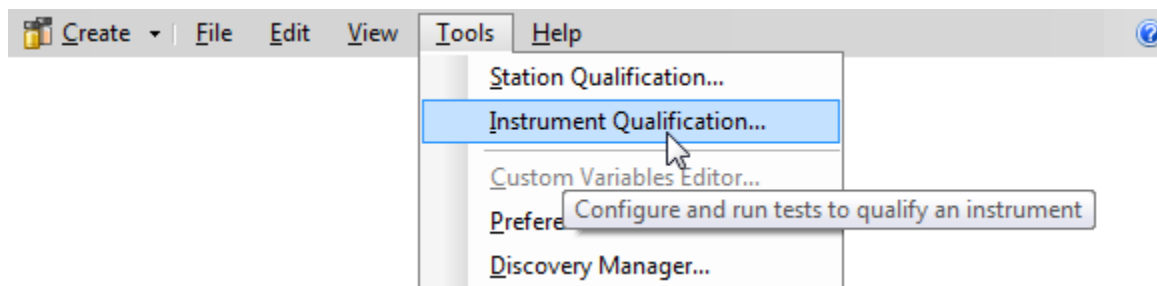 Create File Edit View Tools Help
Station Qualification...
Instrument Qualification...
Custom Variables Editor...
Configure and run tests to qualify an instrument
Prefere
Discovery Manager...